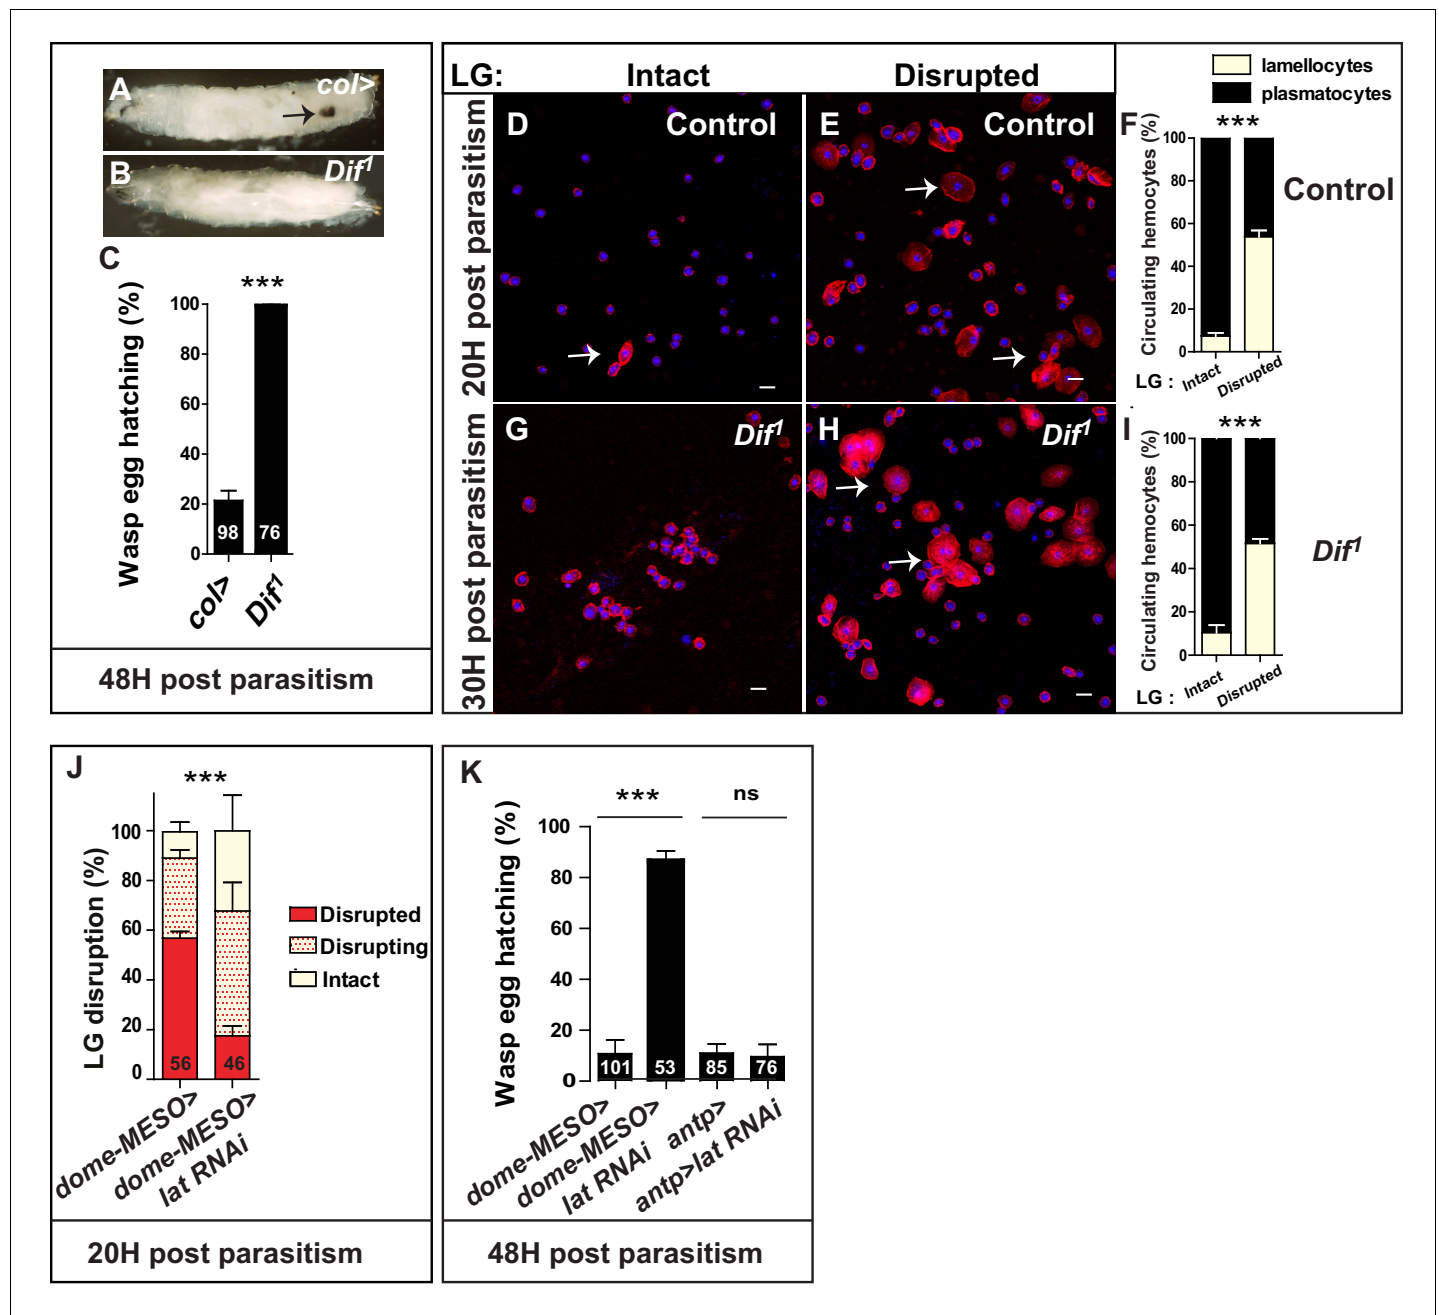 A
col>
B
Dif1
C
***
Wasp egg hatching (%)
100
80
60
40
20
0
98
76
col>
Dif1
48H post parasitism
LG:
Intact
Disrupted
20H post parasitism
30H post parasitism
D
Control
E
Control
G
Dif1
H
Dif1
lamellocytes
plasmatocytes
F
***
Circulating hemocytes (%)
100
80
60
40
20
0
LG :
Intact
Disrupted
Control
I
***
Circulating hemocytes (%)
100
80
60
40
20
0
LG :
Intact
Disrupted
Dif1
J
***
LG disruption (%)
100
80
60
40
20
0
56
46
dome-MESO>
dome-MESO>
lat RNAi
Disrupted
Disrupting
Intact
20H post parasitism
K
***
ns
Wasp egg hatching (%)
100
80
60
40
20
0
101
53
85
76
dome-MESO>
dome-MESO>
lat RNAi
antp>
antp>lat RNAi
48H post parasitism